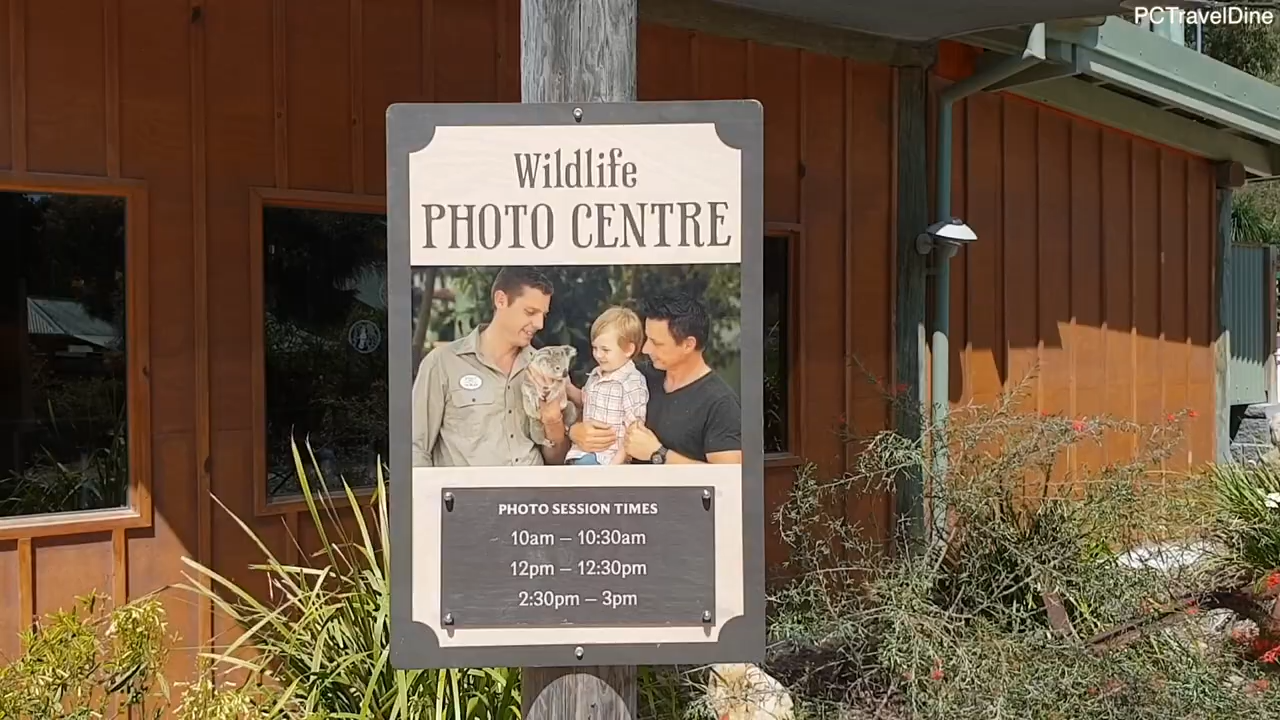 PCTravelDine
Wildlife
PHOTO CENTRE
PHOTO SESSION TIMES
10am – 10:30am
12pm – 12:30pm
2:30pm – 3pm